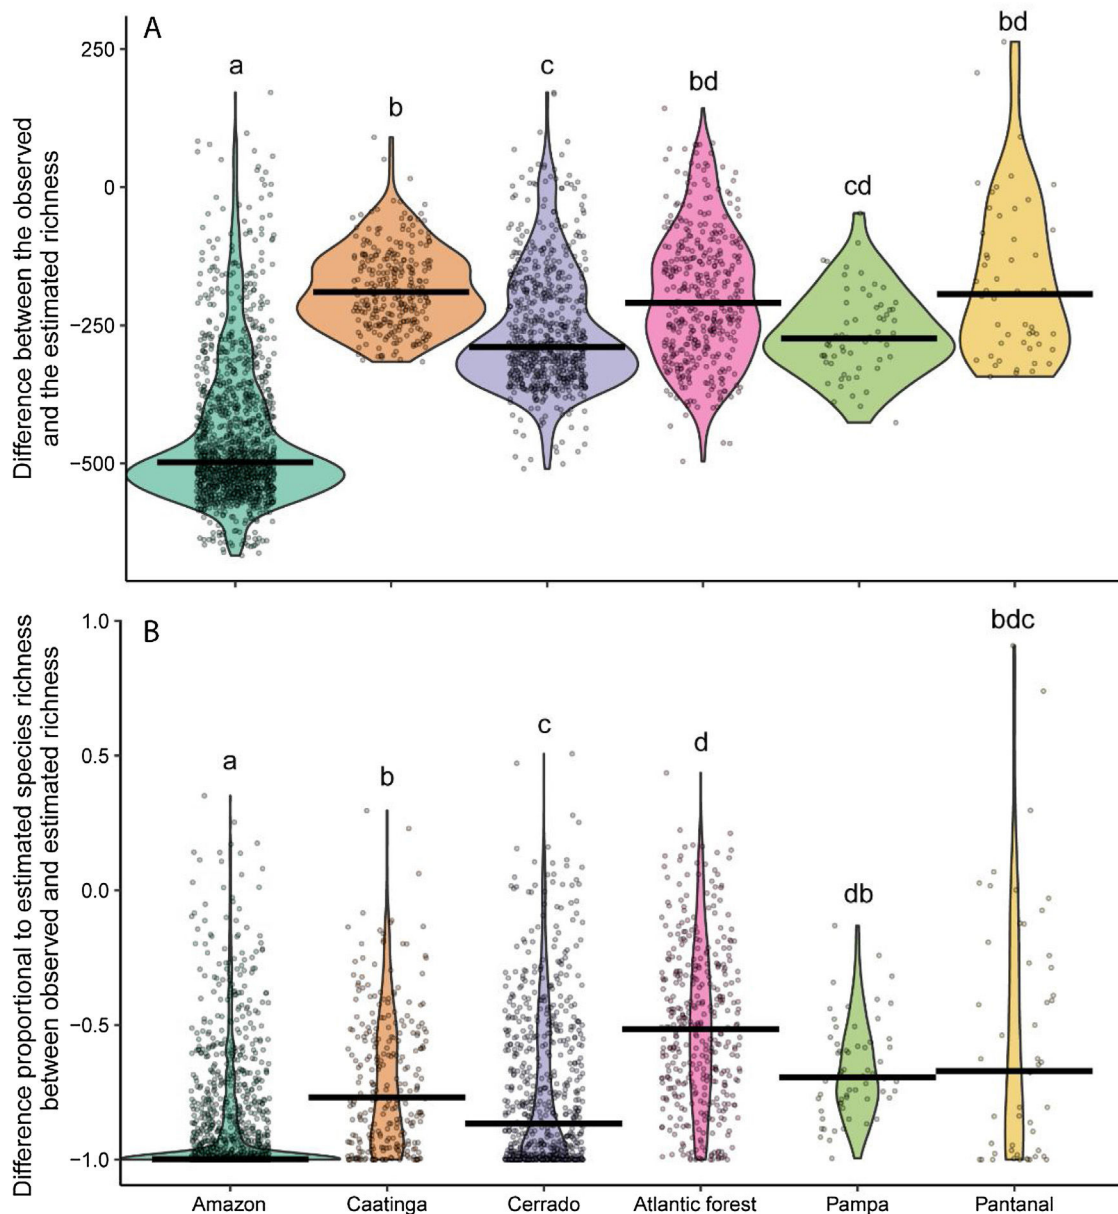 A
Difference between the observed
and the estimated richness
250
0
−250
−500
a
b
c
bd
cd
bd
B
Difference proportional to estimated species richness
between observed and estimated richness
1.0
0.5
0.0
−0.5
−1.0
a
b
c
d
db
bdc
Amazon
Caatinga
Cerrado
Atlantic forest
Pampa
Pantanal